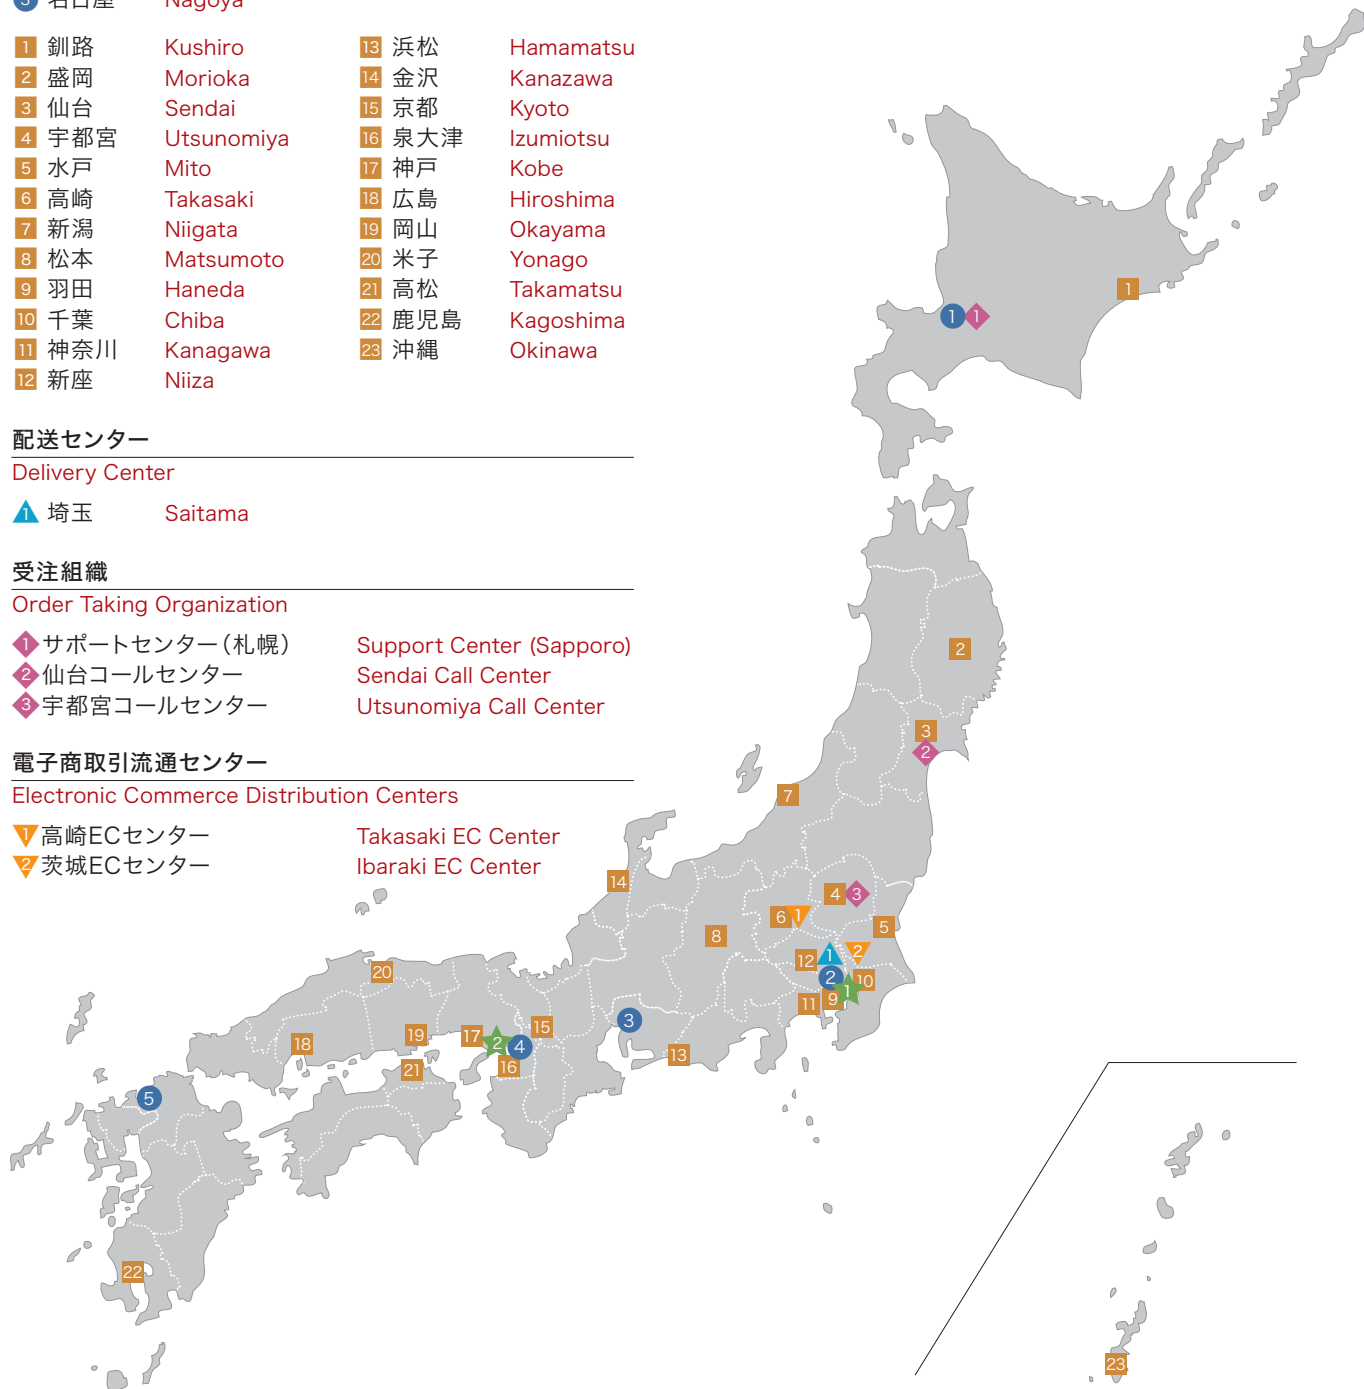 3 名古屋 Nagoya
1 釧路 Kushiro
2 盛岡 Morioka
3 仙台 Sendai
4 宇都宮 Utsunomiya
5 水戸 Mito
6 高崎 Takasaki
7 新潟 Niigata
8 松本 Matsumoto
9 羽田 Haneda
10 千葉 Chiba
11 神奈川 Kanagawa
12 新座 Niiza
13 浜松 Hamamatsu
14 金沢 Kanazawa
15 京都 Kyoto
16 泉大津 Izumiotsu
17 神戸 Kobe
18 広島 Hiroshima
19 岡山 Okayama
20 米子 Yonago
21 高松 Takamatsu
22 鹿児島 Kagoshima
23 沖縄 Okinawa
配送センター
Delivery Center
1 埼玉 Saitama
受注組織
Order Taking Organization
1 サポートセンター（札幌） Support Center (Sapporo)
2 仙台コールセンター Sendai Call Center
3 宇都宮コールセンター Utsunomiya Call Center
電子商取引流通センター
Electronic Commerce Distribution Centers
1 高崎ECセンター Takasaki EC Center
2 茨城ECセンター Ibaraki EC Center
1
1 1
2
3
2
7
14
4 3
6 1
5
8
12 1 2
20
2 10
1
11 9
3
15
19 17 2 4
18
13
16
21
5
22
23